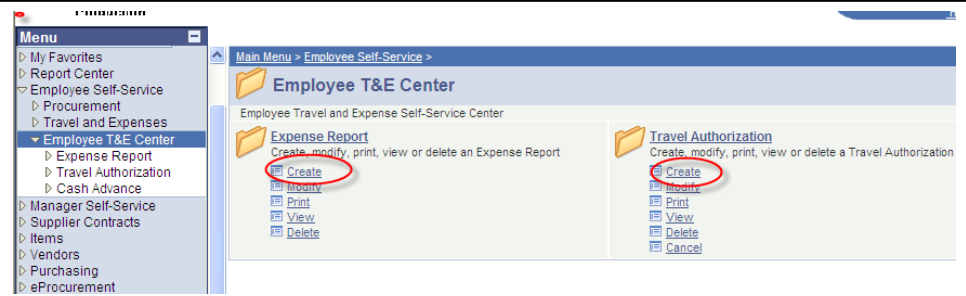 Menu
My Favorites
Report Center
Employee Self-Service
Procurement
Travel and Expenses
Employee T&E Center
Expense Report
Travel Authorization
Cash Advance
Manager Self-Service
Supplier Contracts
Items
Vendors
Purchasing
eProcurement
Main Menu > Employee Self-Service >
Employee T&E Center
Employee Travel and Expense Self-Service Center
Expense Report
Create, modify, print, view or delete an Expense Report
Create
Modify
Print
View
Delete
Travel Authorization
Create, modify, print, view or delete a Travel Authorization
Create
Modify
Print
View
Delete
Cancel